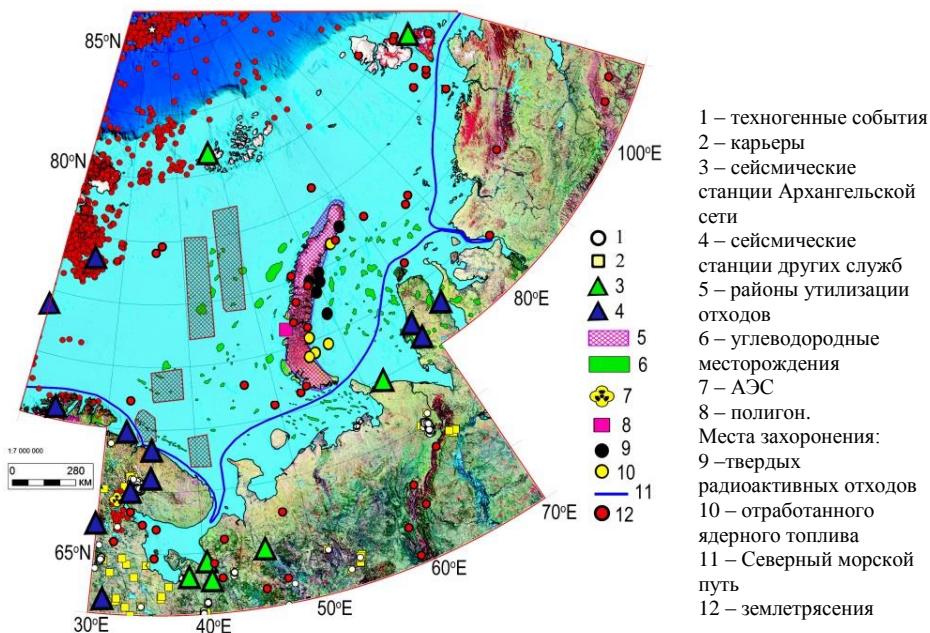 85°N
100°E
80°N
80°E
1:7 000 000
0 280
КМ
70°E
65°N
60°E
50°E
30°E
40°E
1
2
3
4
5
6
7
8
9
10
11
12
1 – техногенные события
2 – карьеры
3 – сейсмические
станции Архангельской
сети
4 – сейсмические
станции других служб
5 – районы утилизации
отходов
6 – углеводородные
месторождения
7 – АЭС
8 – полигон.
Места захоронения:
9 –твердых
радиоактивных отходов
10 – отработанного
ядерного топлива
11 – Северный морской
путь
12 – землетрясения